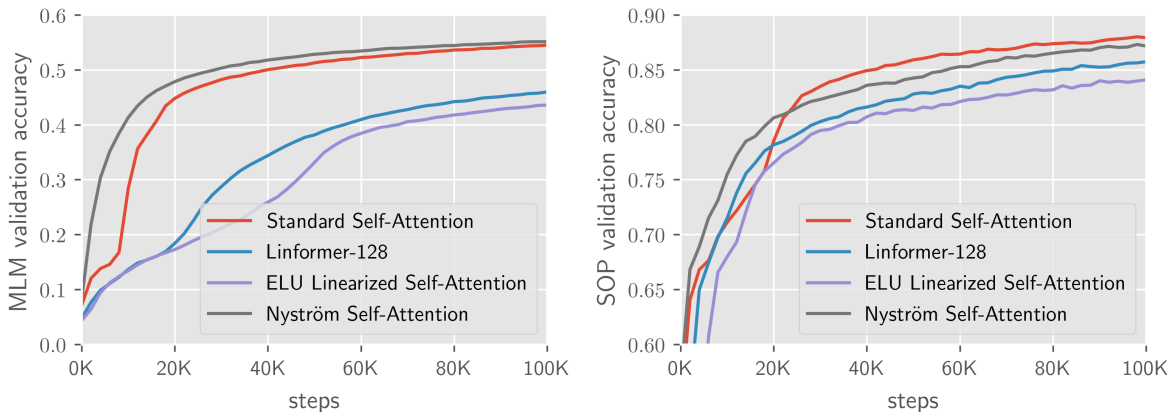 MLM validation accuracy
0.6
0.5
0.4
0.3
0.2
0.1
0.0
Standard Self-Attention
Linformer-128
ELU Linearized Self-Attention
Nyström Self-Attention
0K 20K 40K 60K 80K 100K
steps
SOP validation accuracy
0.90
0.85
0.80
0.75
0.70
0.65
0.60
Standard Self-Attention
Linformer-128
ELU Linearized Self-Attention
Nyström Self-Attention
0K 20K 40K 60K 80K 100K
steps